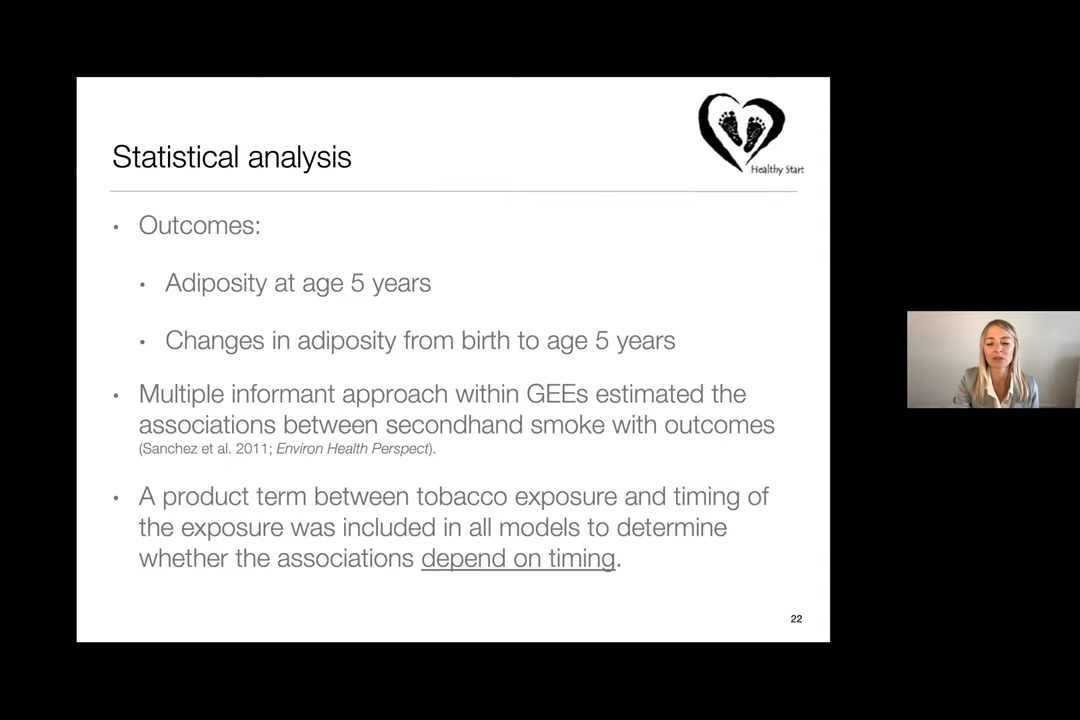 Healthy Start
Statistical analysis
• Outcomes:
• Adiposity at age 5 years
• Changes in adiposity from birth to age 5 years
• Multiple informant approach within GEEs estimated the
associations between secondhand smoke with outcomes
(Sanchez et al. 2011; Environ Health Perspect).
• A product term between tobacco exposure and timing of
the exposure was included in all models to determine
whether the associations depend on timing.
22